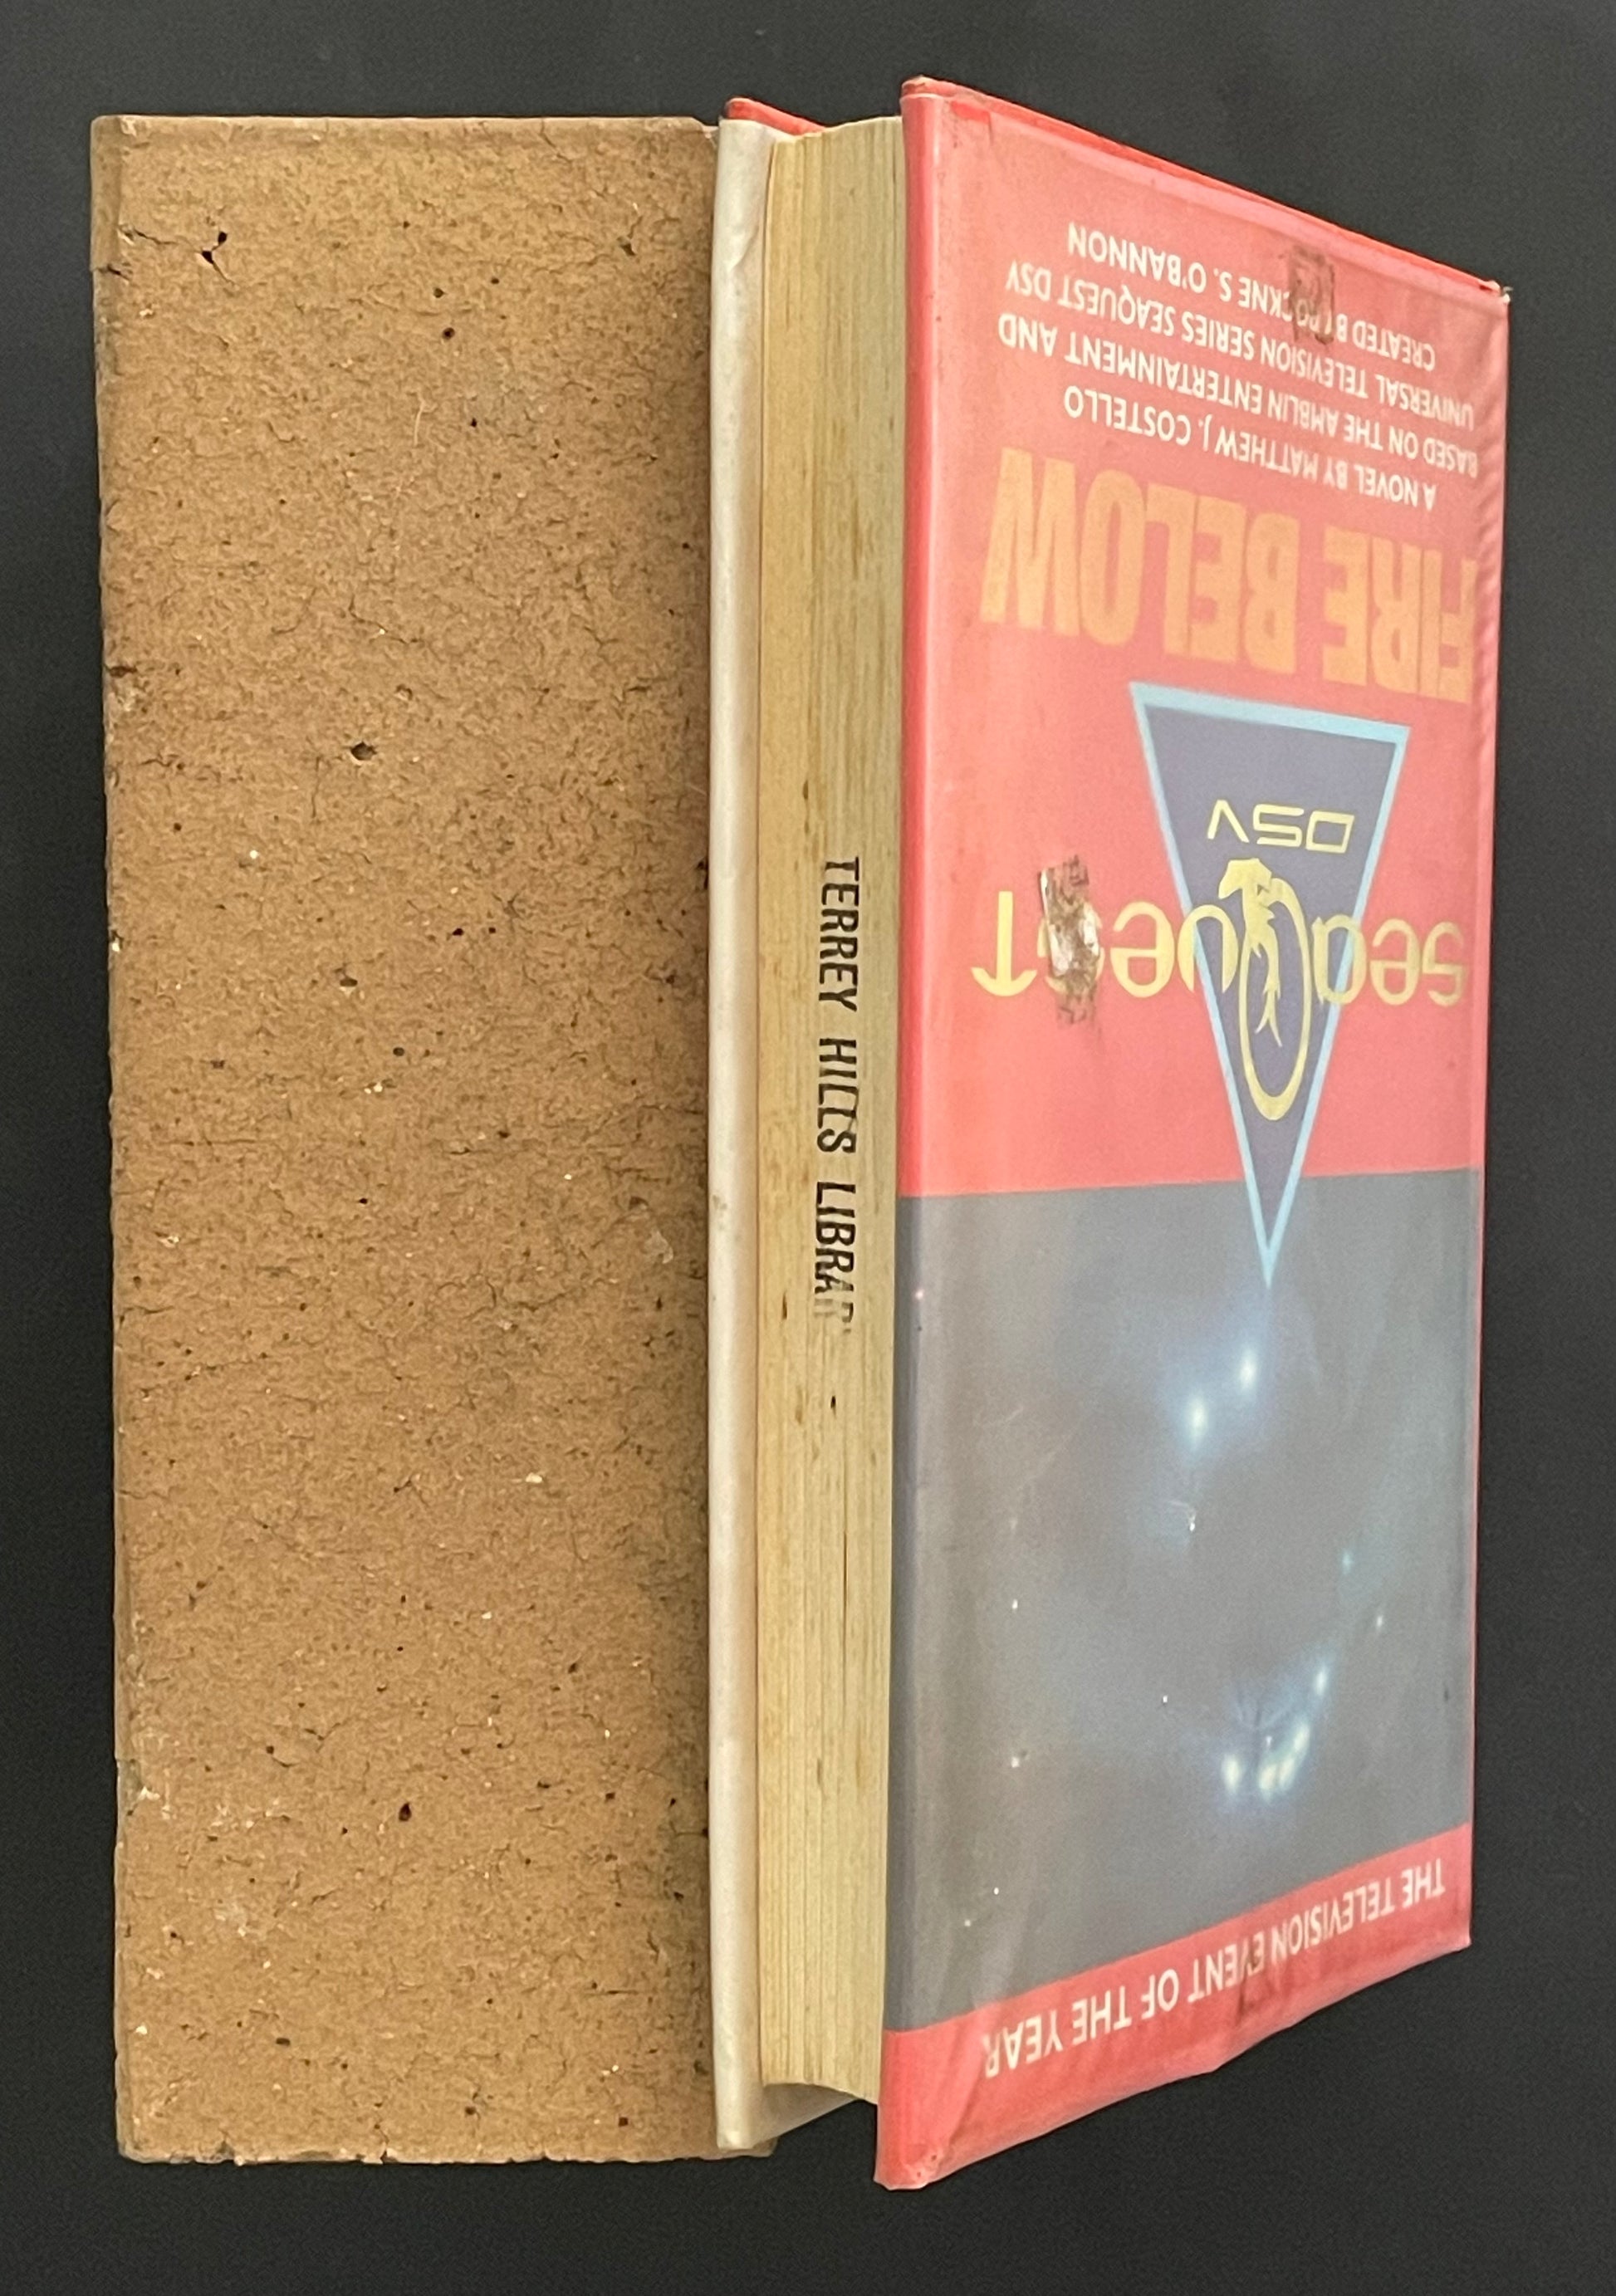 THE TELEVISION EVENT OF THE YEAR
seaQuesT
DSV
FIRE BELOW
A NOVEL BY MATTHEW J. COSTELLO
BASED ON THE AMBLIN ENTERTAINMENT AND
UNIVERSAL TELEVISION SERIES SEAQUEST DSV
CREATED BY ROCKNE S. O'BANNON
TERREY HILLS LIBRARY